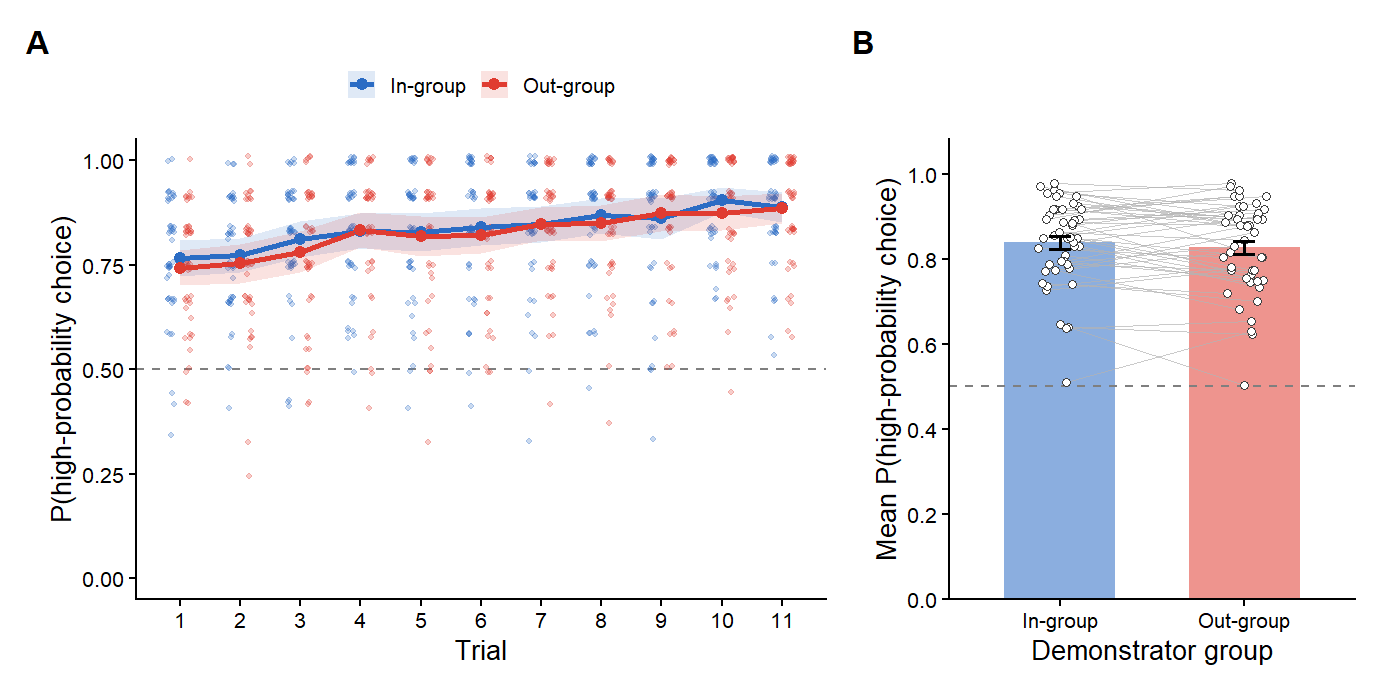 A
In-group
Out-group
P(high-probability choice)
1.00
0.75
0.50
0.25
0.00
1 2 3 4 5 6 7 8 9 10 11
Trial
B
Mean P(high-probability choice)
1.0
0.8
0.6
0.4
0.2
0.0
In-group
Out-group
Demonstrator group